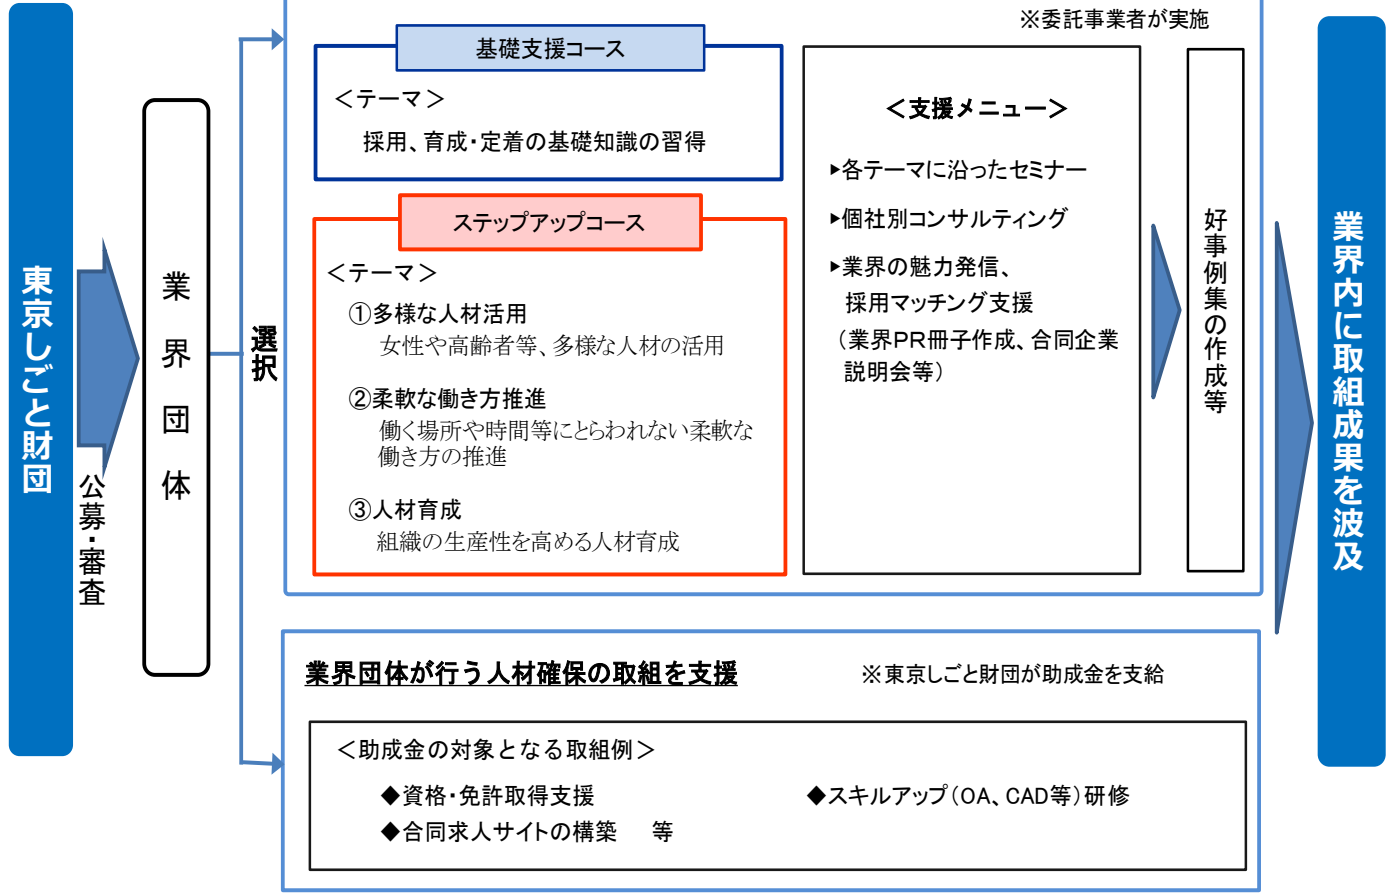 東京しごと財団
公募・審査
業界団体
選択
※委託事業者が実施
基礎支援コース
＜テーマ＞
採用、育成・定着の基礎知識の習得
ステップアップコース
＜テーマ＞
①多様な人材活用
女性や高齢者等、多様な人材の活用
②柔軟な働き方推進
働く場所や時間等にとらわれない柔軟な
働き方の推進
③人材育成
組織の生産性を高める人材育成
＜支援メニュー＞
▶各テーマに沿ったセミナー
▶個社別コンサルティング
▶業界の魅力発信、
採用マッチング支援
（業界PR冊子作成、合同企業
説明会等）
好事例集の作成等
業界内に取組成果を波及
業界団体が行う人材確保の取組を支援
※東京しごと財団が助成金を支給
＜助成金の対象となる取組例＞
◆資格・免許取得支援
◆スキルアップ（OA、CAD等）研修
◆合同求人サイトの構築　等